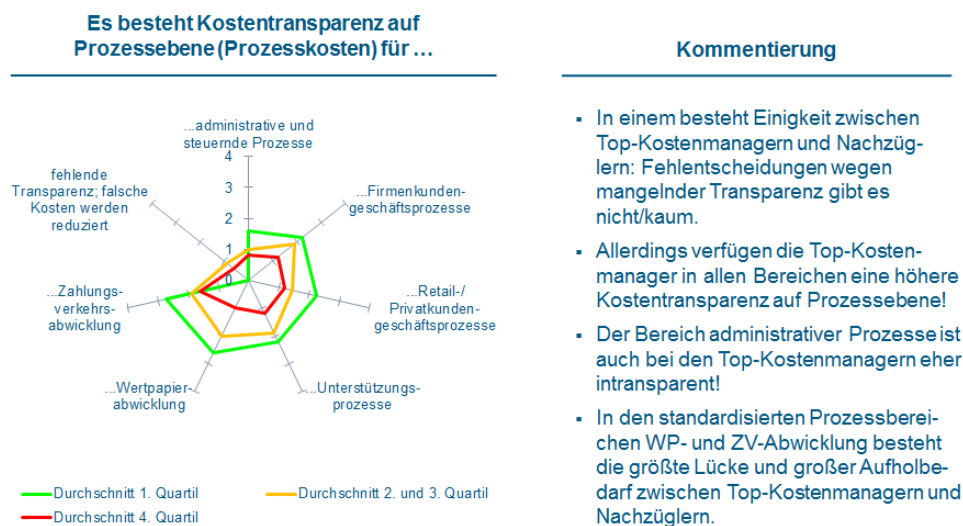 Es besteht Kostentransparenz auf
Prozessebene (Prozesskosten) für …
...administrative und
steuernde Prozesse
4
3
2
1
0
fehlende
Transparenz; falsche
Kosten werden
reduziert
...Firmenkunden-
geschäftsprozesse
...Zahlungs-
verkehrs-
abwicklung
...Retail-/
Privatkunden-
geschäftsprozesse
...Wertpapier-
abwicklung
...Unterstützungs-
prozesse
Durchschnitt 1. Quartil
Durchschnitt 2. und 3. Quartil
Durchschnitt 4. Quartil
Kommentierung
▪ In einem besteht Einigkeit zwischen
Top-Kostenmanagern und Nachzüg-
lern: Fehlentscheidungen wegen
mangelnder Transparenz gibt es
nicht/kaum.
▪ Allerdings verfügen die Top-Kosten-
manager in allen Bereichen eine höhere
Kostentransparenz auf Prozessebene!
▪ Der Bereich administrativer Prozesse ist
auch bei den Top-Kostenmanagern eher
intransparent!
▪ In den standardisierten Prozessberei-
chen WP- und ZV-Abwicklung besteht
die größte Lücke und großer Aufholbe-
darf zwischen Top-Kostenmanagern und
Nachzüglern.